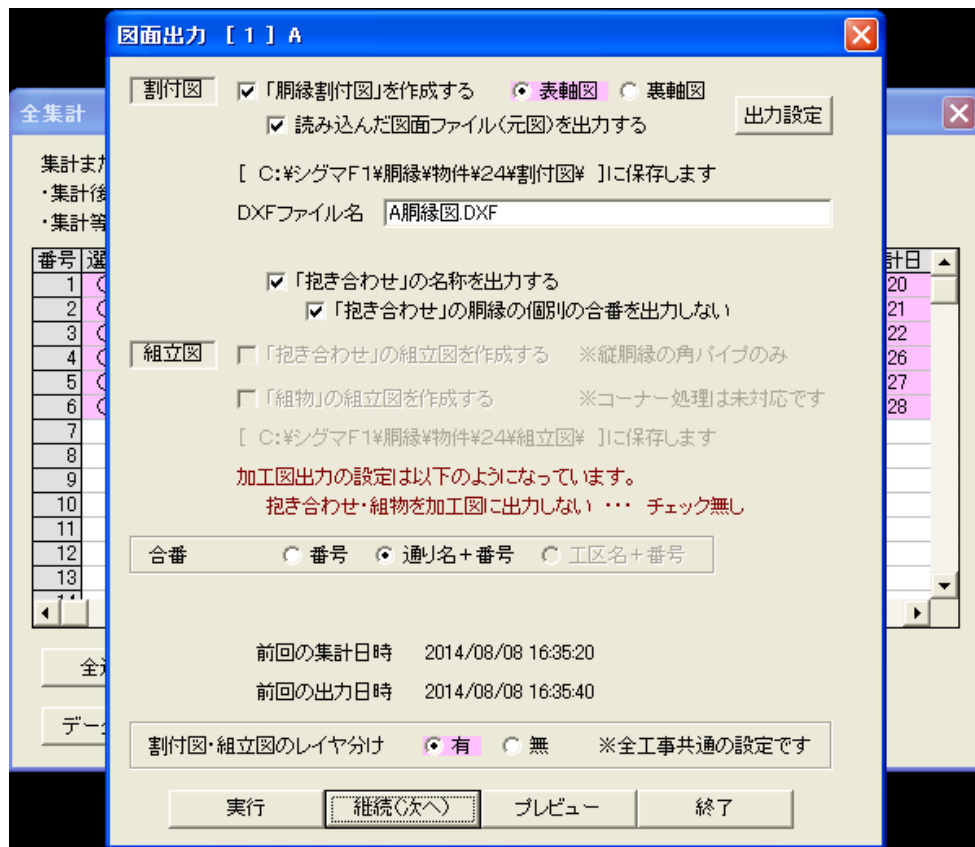 図面出力 [1] A
割付図 「胴縁割付図」を作成する 表軸図 裏軸図
読み込んだ図面ファイル(元図)を出力する 出力設定
[ C:¥シグマF1¥胴縁¥物件¥24¥割付図¥ ]に保存します
DXFファイル名 A胴縁図.DXF
「抱き合わせ」の名称を出力する
「抱き合わせ」の胴縁の個別の合番を出力しない
組立図 「抱き合わせ」の組立図を作成する ※縦胴縁の角パイプのみ
「組物」の組立図を作成する ※コーナー処理は未対応です
[ C:¥シグマF1¥胴縁¥物件¥24¥組立図¥ ]に保存します
加工図出力の設定は以下のようになっています。
抱き合わせ・組物を加工図に出力しない ・・・ チェック無し
合番 番号 通り名+番号 工区名+番号
前回の集計日時 2014/08/08 16:35:20
前回の出力日時 2014/08/08 16:35:40
割付図・組立図のレイヤ分け 有 無 ※全工事共通の設定です
実行 継続(次へ) プレビュー 終了
全集計
集計また
・集計後
・集計等
番号 選 計日
1 20
2 21
3 22
4 26
5 27
6 28
7
8
9
10
11
12
13
全
データ